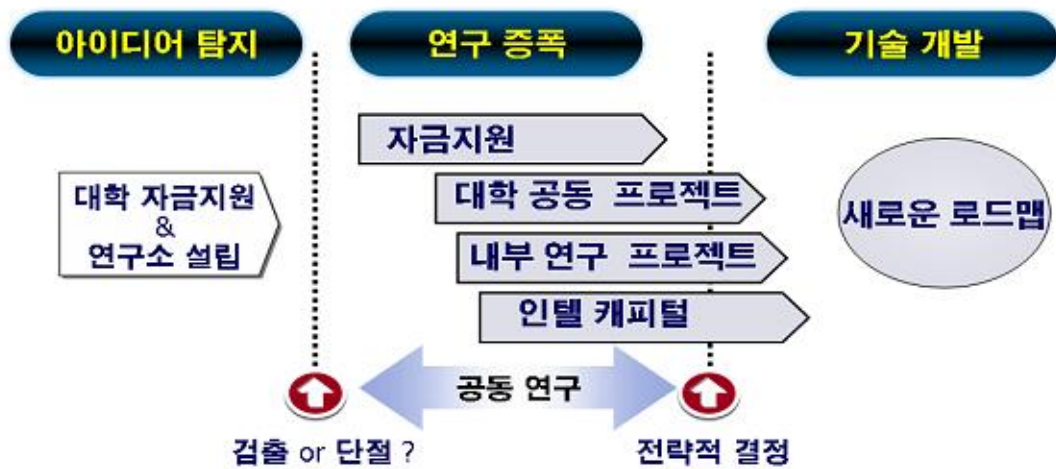 아이디어 탐지
연구 증폭
기술 개발
자금지원
대학 자금지원
&
연구소 설립
대학 공동 프로젝트
내부 연구 프로젝트
인텔 캐피털
새로운 로드맵
공동 연구
검출 or 단절 ?
전략적 결정